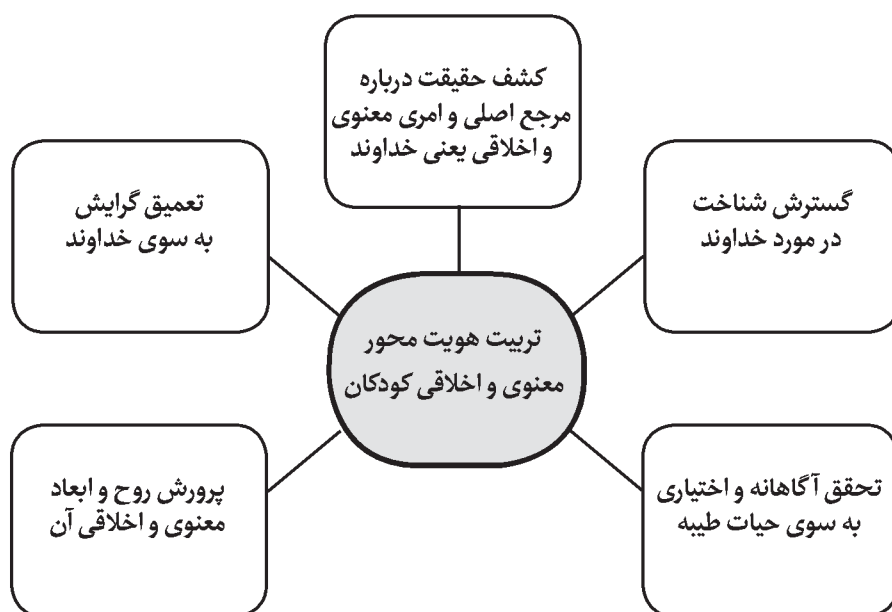 کشف حقیقت درباره
مرجع اصلی و امری معنوی
و اخلاقی یعنی خداوند
گسترش شناخت
در مورد خداوند
تعمیق گرایش
به سوی خداوند
تربیت هویت محور
معنوی و اخلاقی کودکان
تحقق آگاهانه و اختیاری
به سوی حیات طیبه
پرورش روح و ابعاد
معنوی و اخلاقی آن